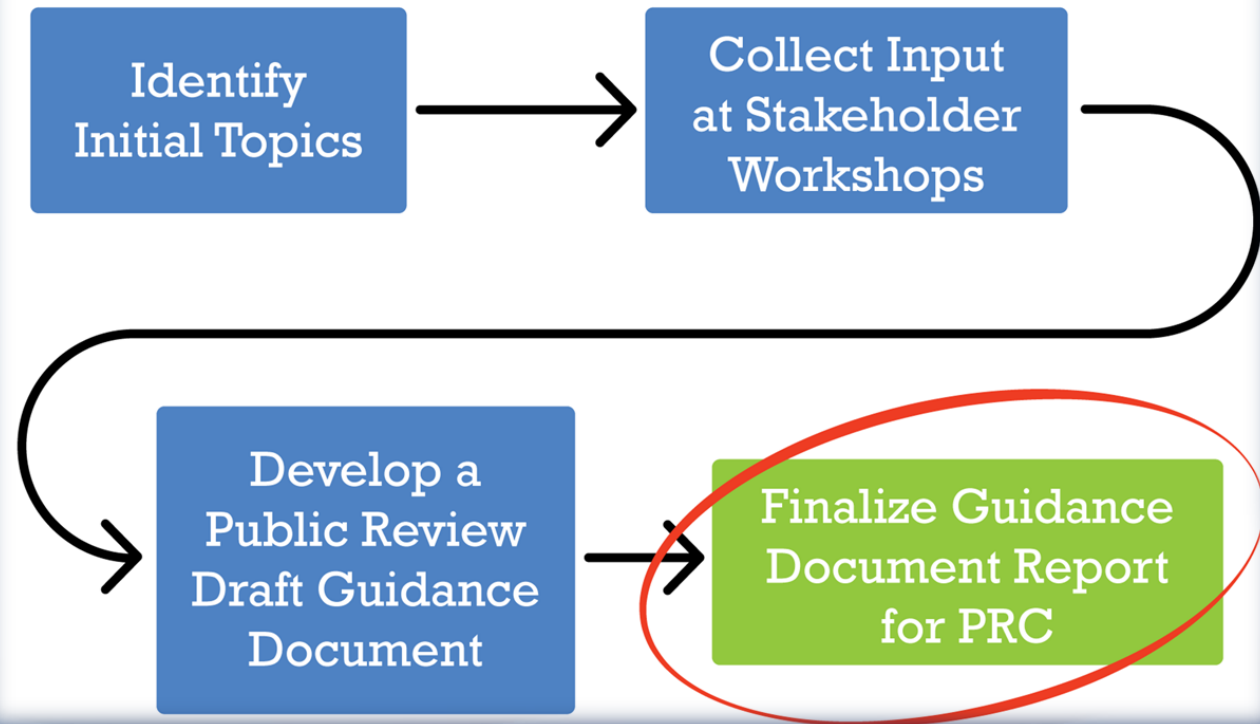 Identify
Initial Topics
Collect Input
at Stakeholder
Workshops
Develop a
Public Review
Draft Guidance
Document
Finalize Guidance
Document Report
for PRC